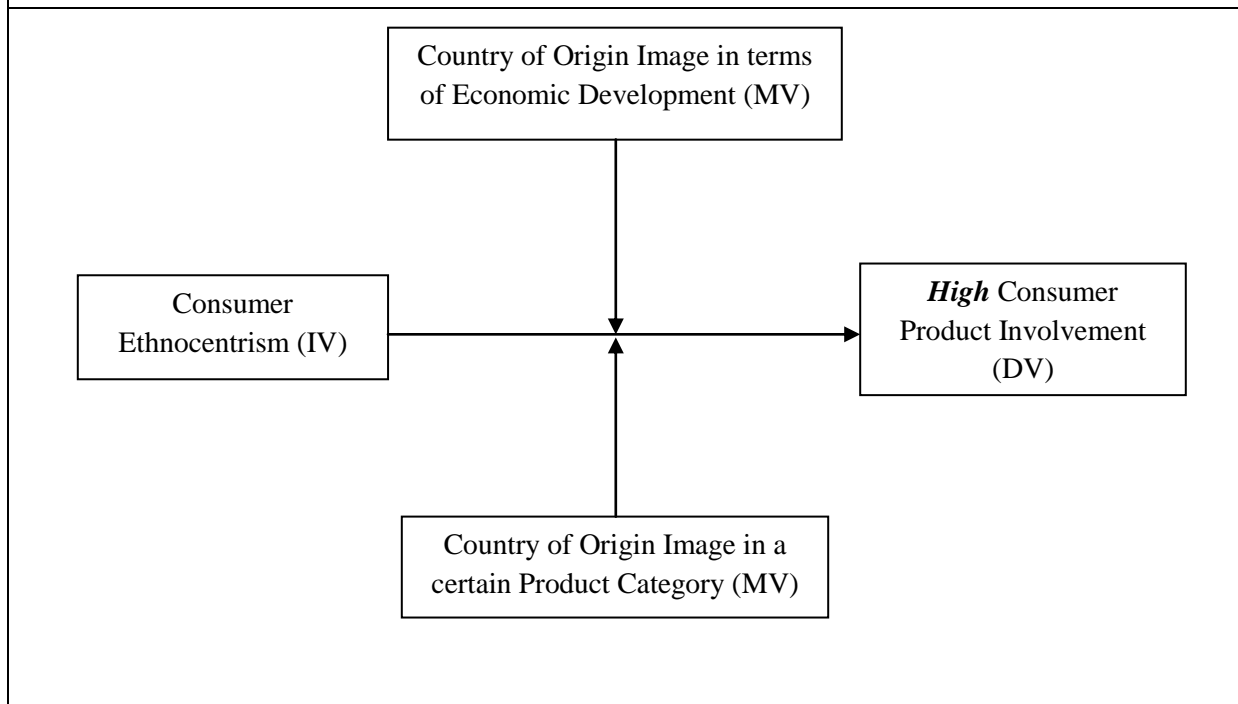 Country of Origin Image in terms
of Economic Development (MV)
Consumer
Ethnocentrism (IV)
High Consumer
Product Involvement
(DV)
Country of Origin Image in a
certain Product Category (MV)